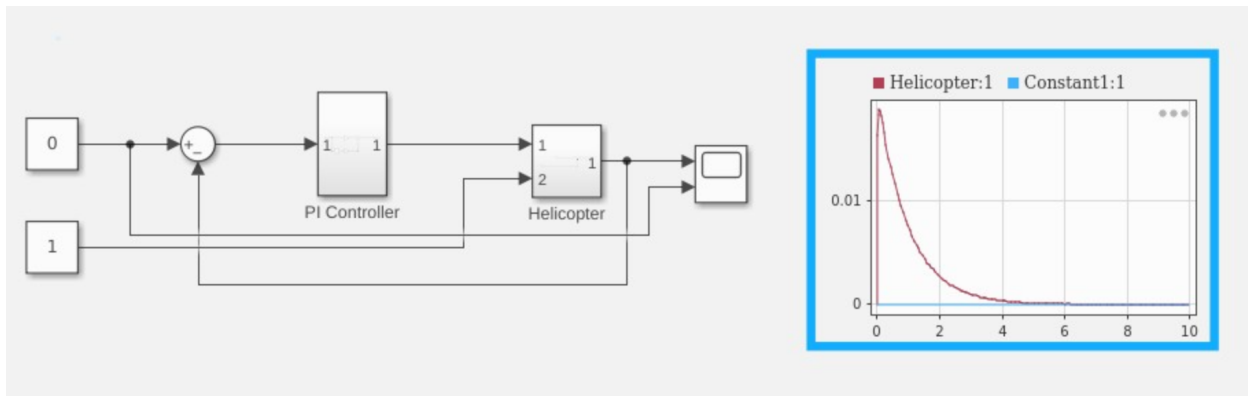 Helicopter:1 Constant1:1
0
+
−
1 1
PI Controller
1
2
1
Helicopter
1
0.01
0
0 2 4 6 8 10